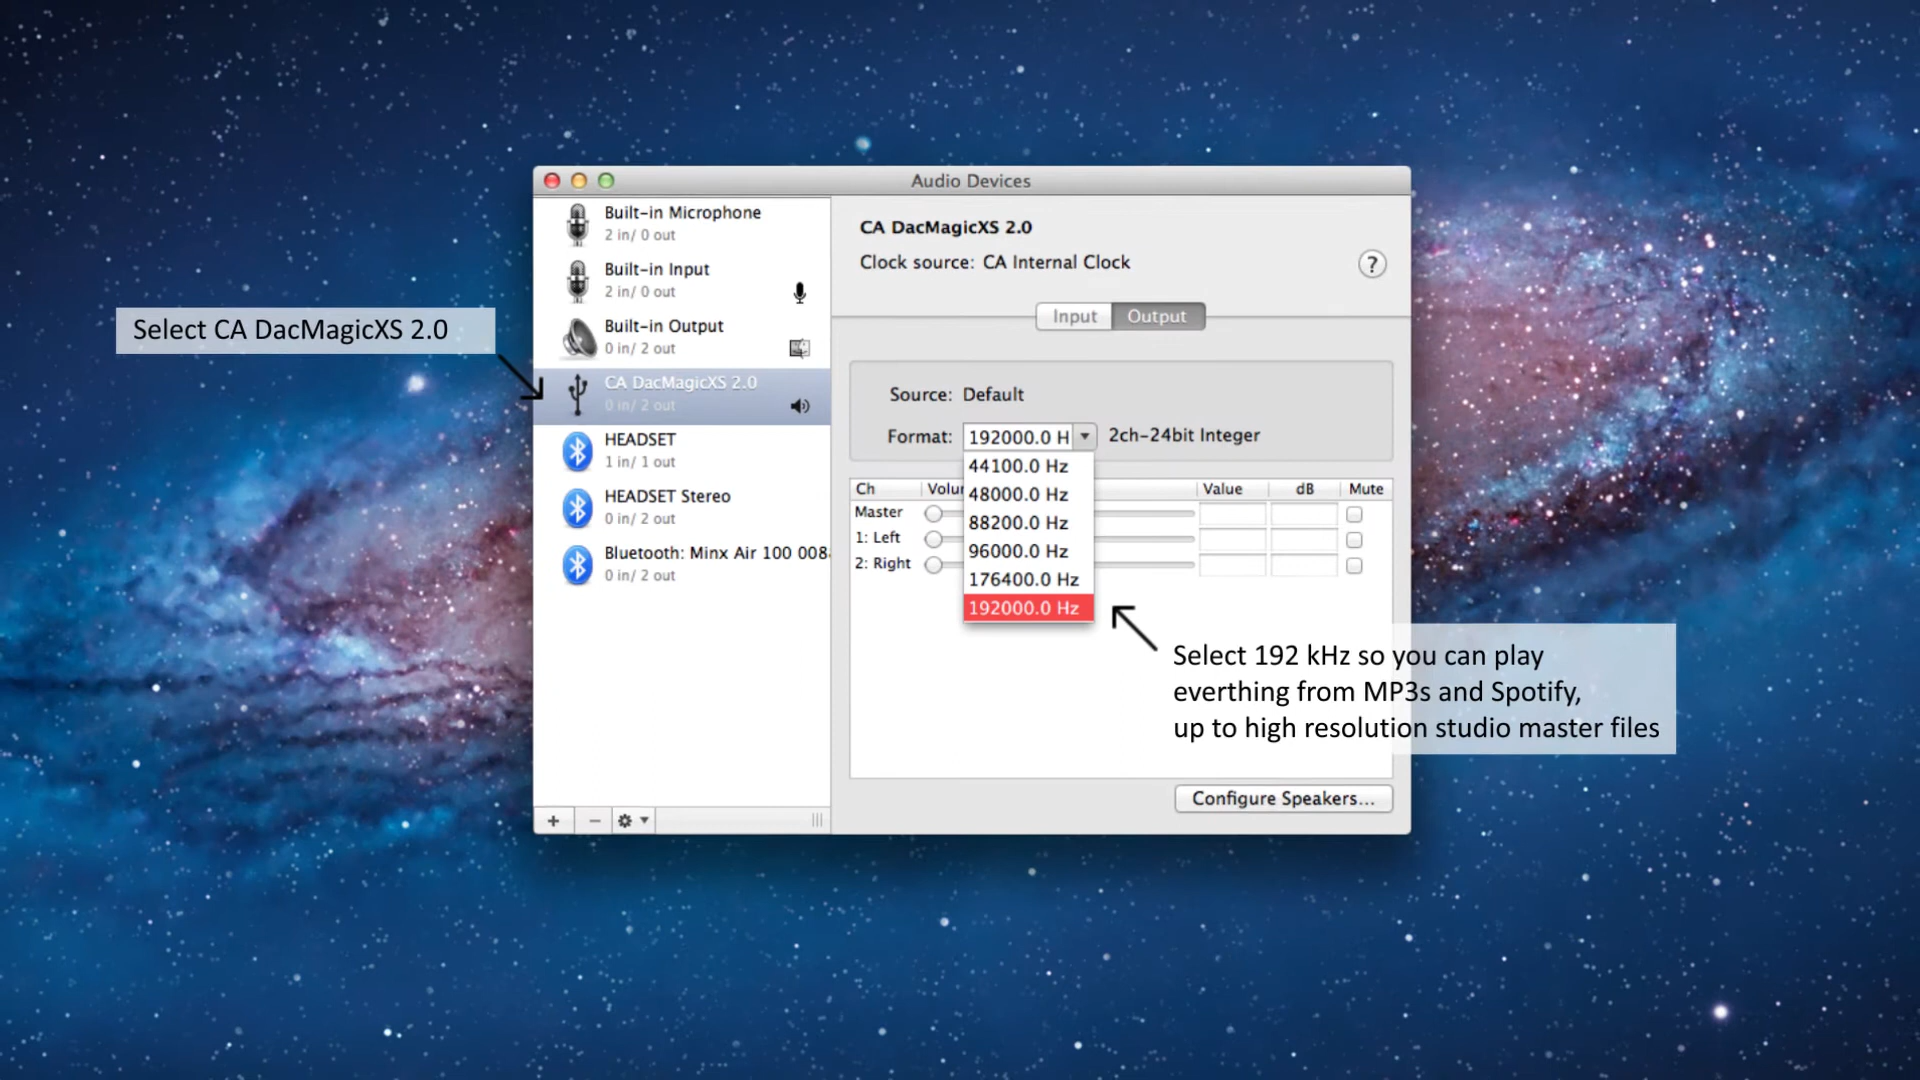 Audio Devices
Built-in Microphone
2 in/ 0 out
Built-in Input
2 in/ 0 out
Built-in Output
0 in/ 2 out
CA DacMagicXS 2.0
0 in/ 2 out
HEADSET
1 in/ 1 out
HEADSET Stereo
0 in/ 2 out
Bluetooth: Minx Air 100 008
0 in/ 2 out
Select CA DacMagicXS 2.0
CA DacMagicXS 2.0
Clock source: CA Internal Clock
?
Input Output
Source: Default
Format: 192000.0 H 2ch-24bit Integer
44100.0 Hz
48000.0 Hz
88200.0 Hz
96000.0 Hz
176400.0 Hz
192000.0 Hz
Ch Volu Value dB Mute
Master
1: Left
2: Right
Select 192 kHz so you can play
everthing from MP3s and Spotify,
up to high resolution studio master files
Configure Speakers...